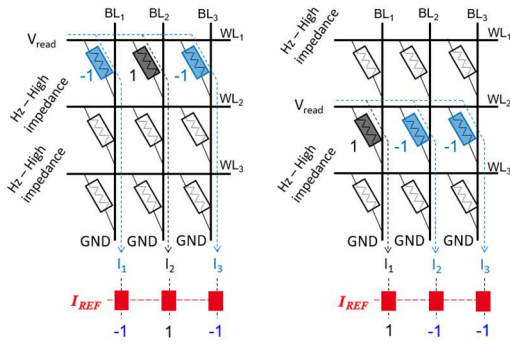 BL1 BL2 BL3
WL1
Vread
-1 1 -1
Hz – High impedance
WL2
Hz – High impedance
WL3
GND GND GND
I1 I2 I3
IREF
-1 1 -1
BL1 BL2 BL3
WL1
Hz – High impedance
WL2
Vread
1 -1 -1
Hz – High impedance
WL3
GND GND GND
I1 I2 I3
IREF
1 -1 -1